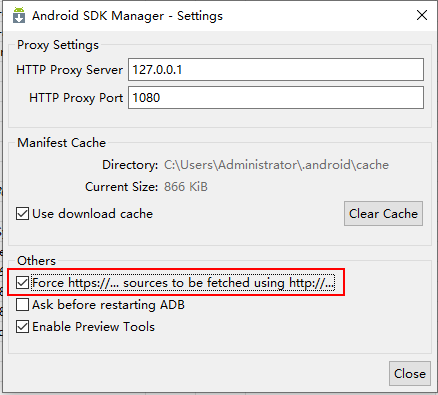 Android SDK Manager - Settings
Proxy Settings
HTTP Proxy Server 127.0.0.1
HTTP Proxy Port 1080
Manifest Cache
Directory: C:\Users\Administrator\.android\cache
Current Size: 866 KiB
Use download cache Clear Cache
Others
Force https://... sources to be fetched using http://...
Ask before restarting ADB
Enable Preview Tools
Close